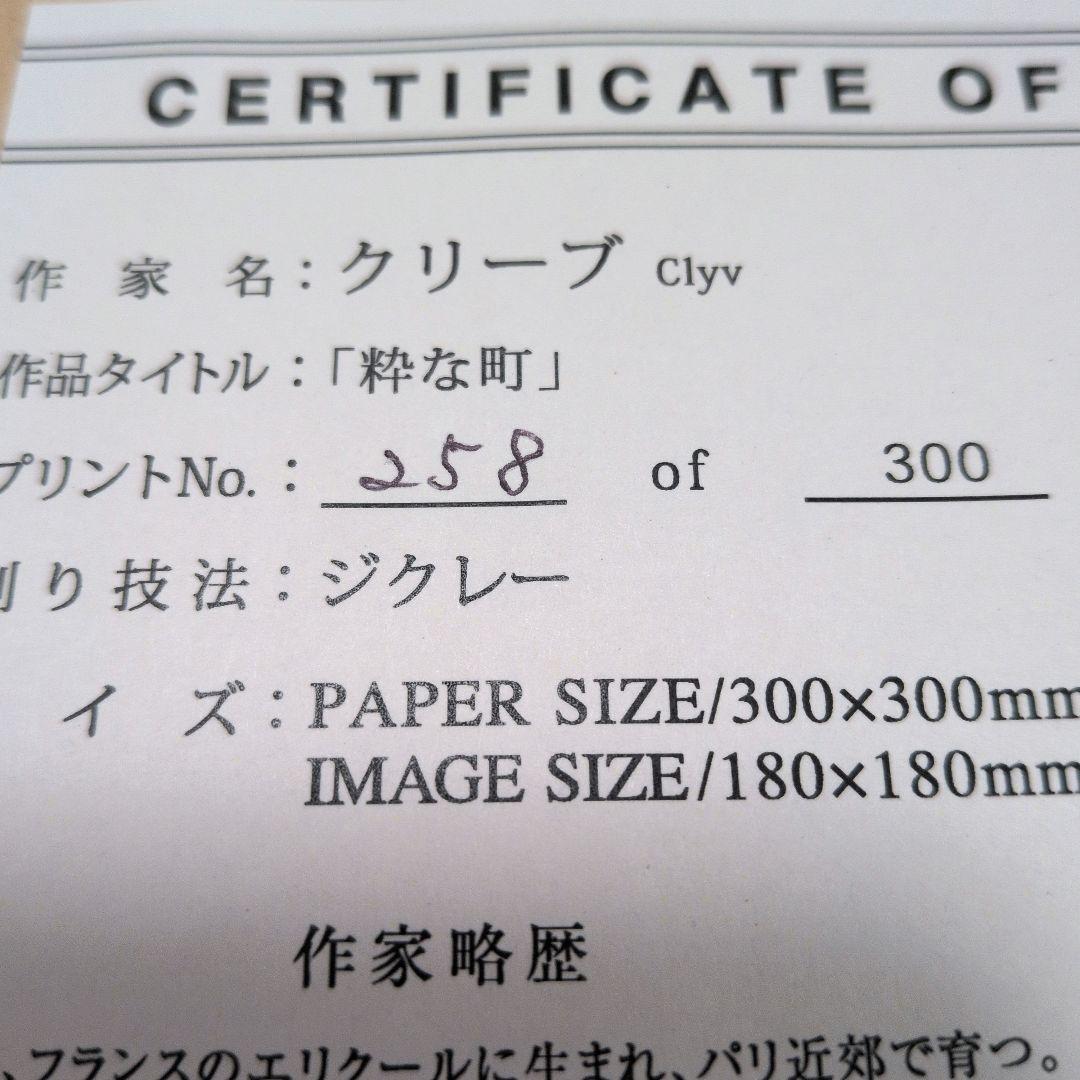 CERTIFICATE OF
作 家 名：クリーブ Clyv
作品タイトル：「粋な町」
プリントNo.： 258 of 300
り技法：ジクレー
イ ズ：PAPER SIZE/300×300mm
IMAGE SIZE/180×180mm
作家略歴
フランスのエリクールに生まれ、パリ近郊で育つ。